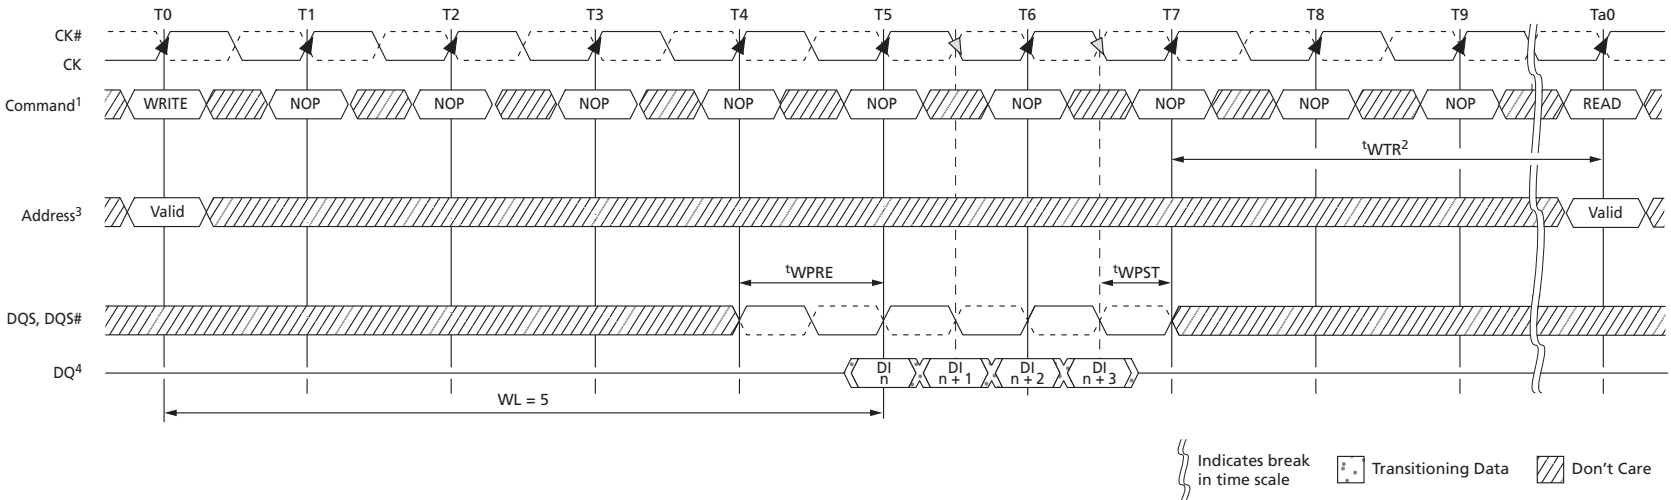 T0 T1 T2 T3 T4 T5 T6 T7 T8 T9 Ta0
CK#
CK
Command1 WRITE NOP NOP NOP NOP NOP NOP NOP NOP NOP READ
tWTR2
Address3 Valid Valid
tWPRE tWPST
DQS, DQS#
DQ4 DI n DI n + 1 DI n + 2 DI n + 3
WL = 5
Indicates break
in time scale
Transitioning Data
Don't Care